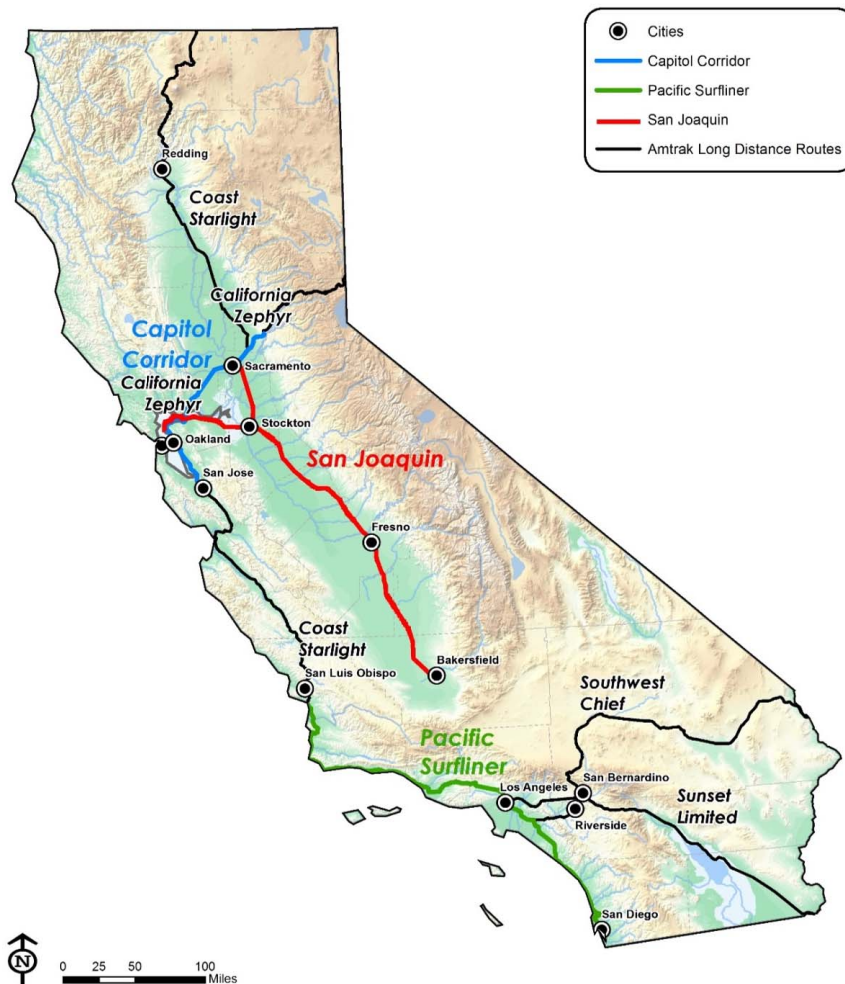 Cities
Capitol Corridor
Pacific Surfliner
San Joaquin
Amtrak Long Distance Routes
Redding
Coast
Starlight
California
Zephyr
Capitol
Corridor
Sacramento
California
Zephyr
Stockton
Oakland
San Joaquin
San Jose
Fresno
Coast
Starlight
Bakersfield
San Luis Obispo
Southwest
Chief
Pacific
Surfliner
San Bernardino
Los Angeles
Sunset
Limited
Riverside
San Diego
N
0 25 50 100
Miles